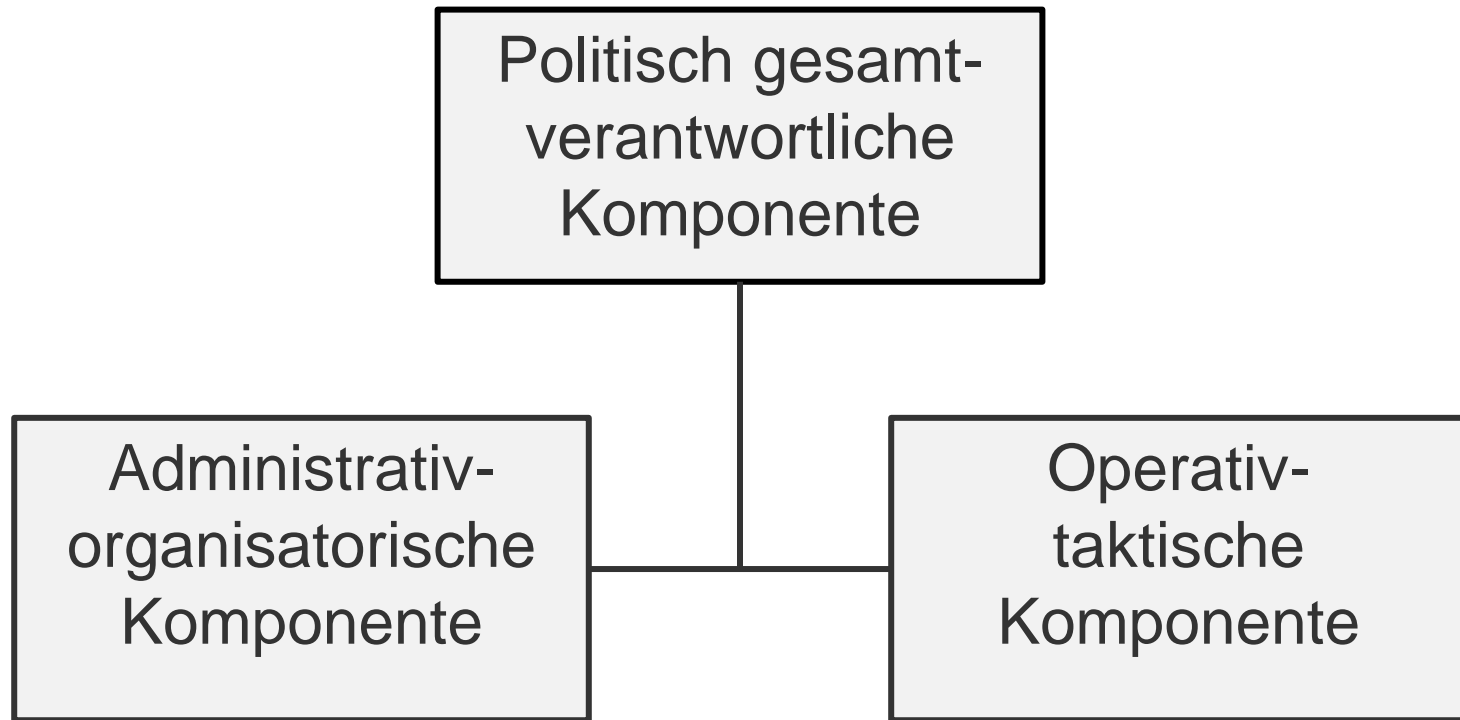 Politisch gesamt-
verantwortliche
Komponente
Administrativ-
organisatorische
Komponente
Operativ-
taktische
Komponente